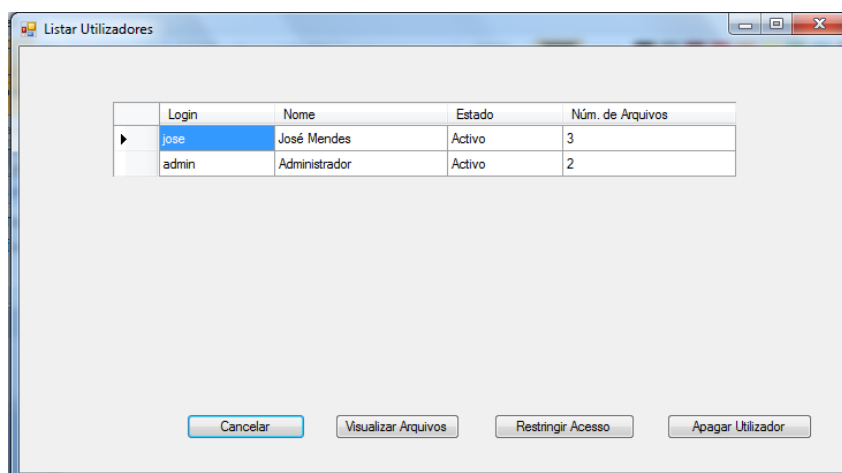 Listar Utilizadores
Login Nome Estado Núm. de Arquivos
jose José Mendes Activo 3
admin Administrador Activo 2
Cancelar Visualizar Arquivos Restringir Acesso Apagar Utilizador